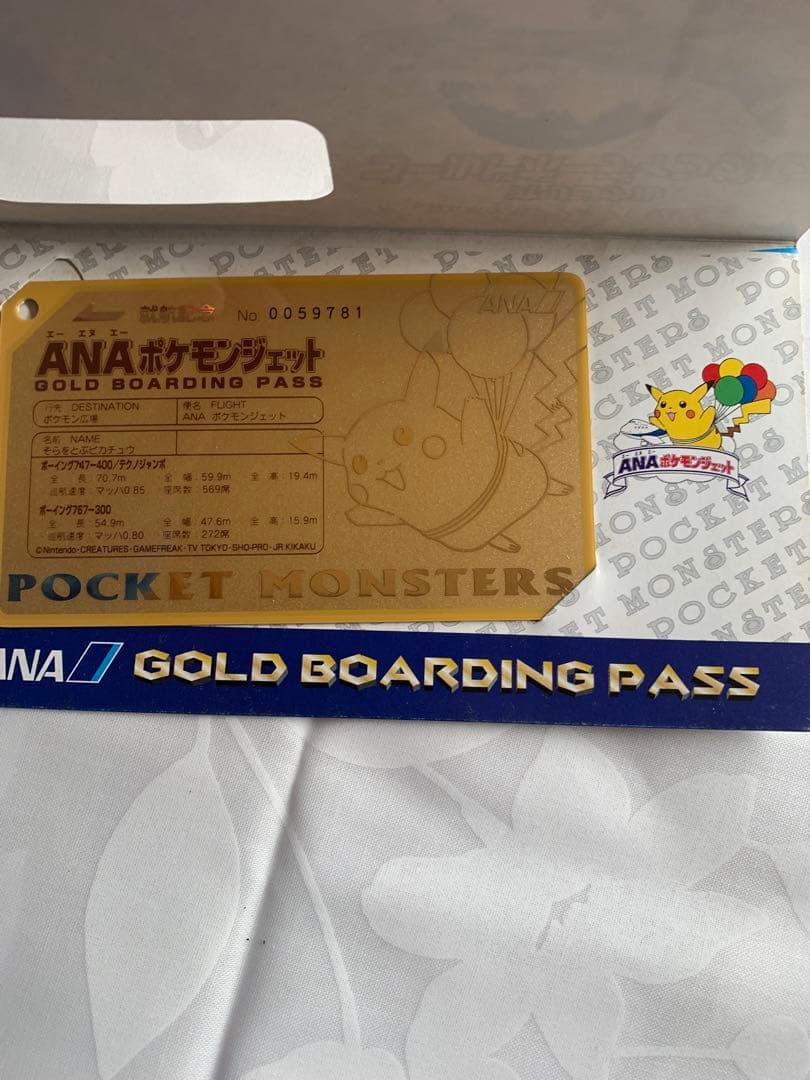 就航記念 No 0059781
ANA
エー エヌ エー
ANAポケモンジェット
GOLD BOARDING PASS
行先 DESTINATION
ポケモン広場
便名 FLIGHT
ANA ポケモンジェット
名前 NAME
そらをとぶピカチュウ
ボーイング747-400/テクノジャンボ
全 長:70.7m 全 幅:59.9m 全 高:19.4m
巡航速度:マッハ0.85 座席数:569席
ボーイング767-300
全 長:54.9m 全 幅:47.6m 全 高:15.9m
巡航速度:マッハ0.80 座席数:272席
©Nintendo・CREATURES・GAMEFREAK・TV TOKYO・SHO-PRO・JR KIKAKU
POCKET MONSTERS
ANAポケモンジェット
POCKET MONSTERS
POCKET MONSTERS
POCKET MONSTERS
ANA GOLD BOARDING PASS